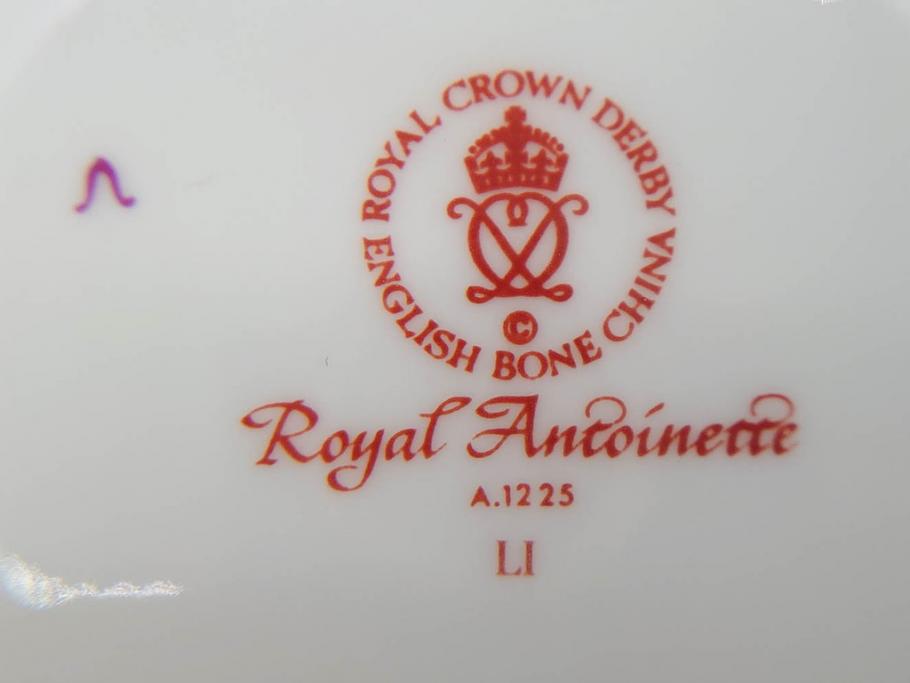 ROYAL CROWN DERBY
ENGLISH BONE CHINA
©
Royal Antoinette
A.1225
LI